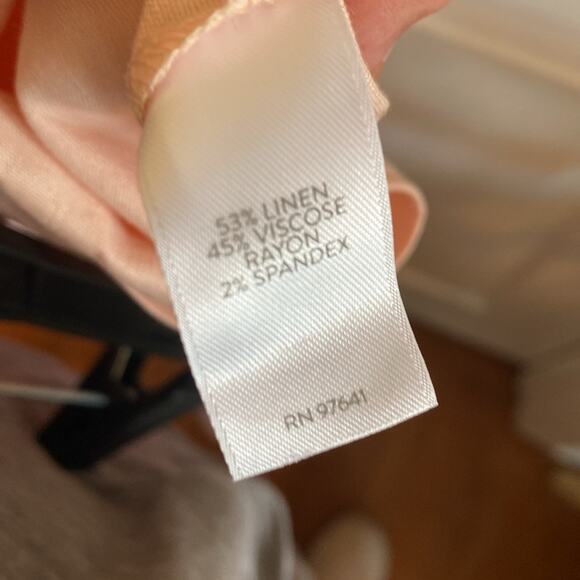 53% LINEN
45% VISCOSE
RAYON
2% SPANDEX
RN 97641